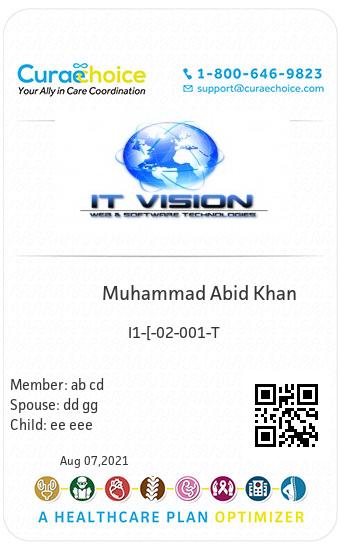 Curaechoice
Your Ally in Care Coordination
1-800-646-9823
support@curaechoice.com
IT VISION
WEB & SOFTWARE TECHNOLOGIES
Muhammad Abid Khan
I1-[-02-001-T
Member: ab cd
Spouse: dd gg
Child: ee eee
Aug 07,2021
A HEALTHCARE PLAN OPTIMIZER